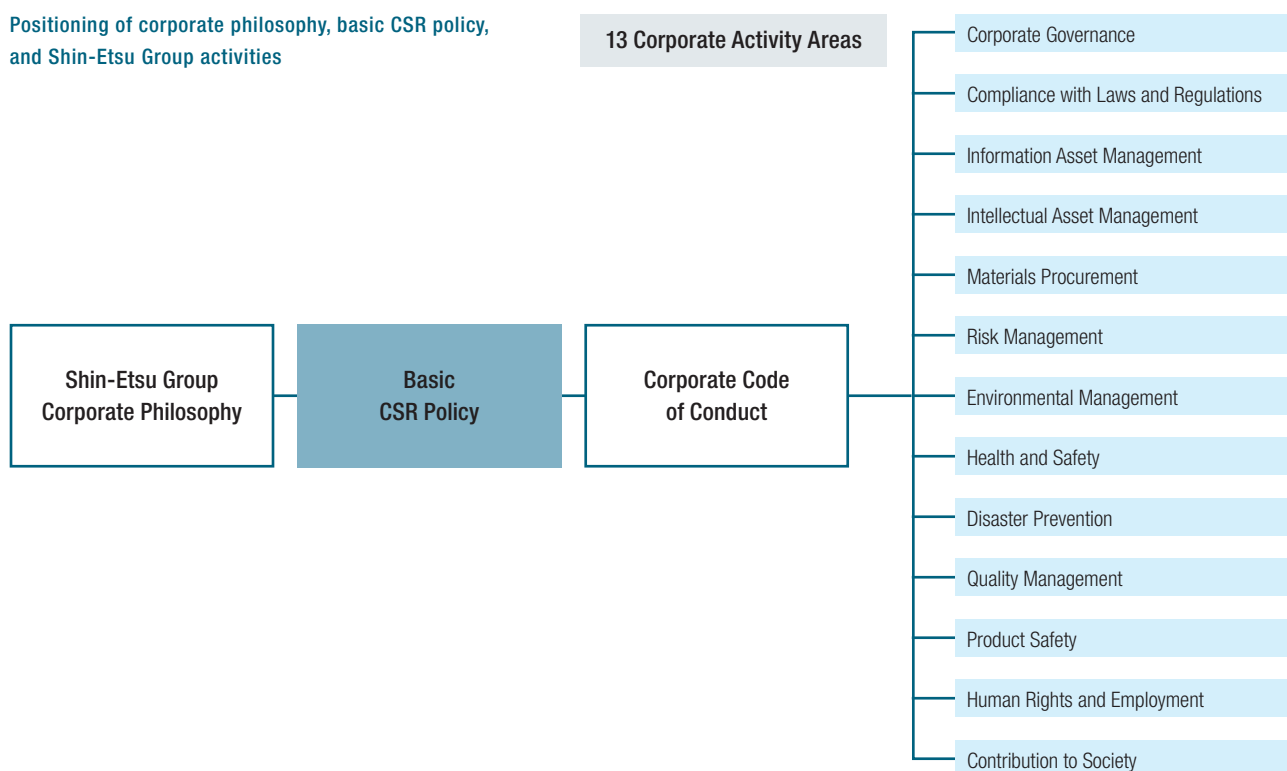 Positioning of corporate philosophy, basic CSR policy,
and Shin-Etsu Group activities
13 Corporate Activity Areas
Shin-Etsu Group
Corporate Philosophy
Basic
CSR Policy
Corporate Code
of Conduct
Corporate Governance
Compliance with Laws and Regulations
Information Asset Management
Intellectual Asset Management
Materials Procurement
Risk Management
Environmental Management
Health and Safety
Disaster Prevention
Quality Management
Product Safety
Human Rights and Employment
Contribution to Society